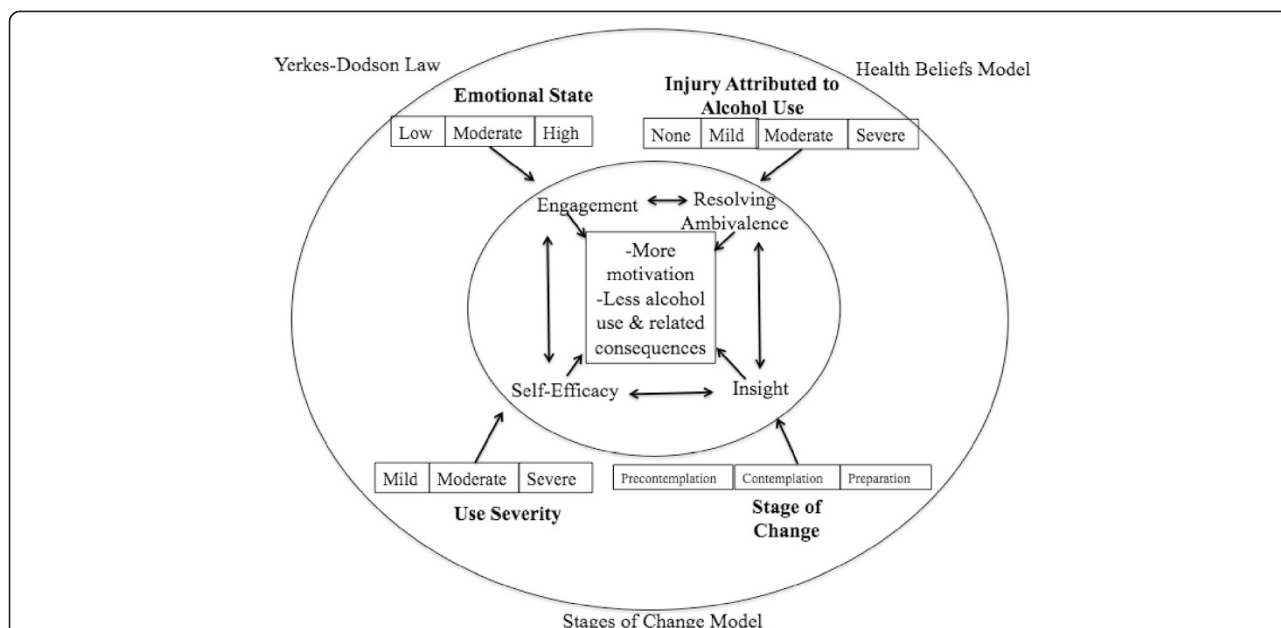 Yerkes-Dodson Law
Health Beliefs Model
Emotional State
Low Moderate High
Injury Attributed to
Alcohol Use
None Mild Moderate Severe
Engagement
Resolving
Ambivalence
-More
motivation
-Less alcohol
use & related
consequences
Self-Efficacy
Insight
Mild Moderate Severe
Use Severity
Precontemplation Contemplation Preparation
Stage of
Change
Stages of Change Model